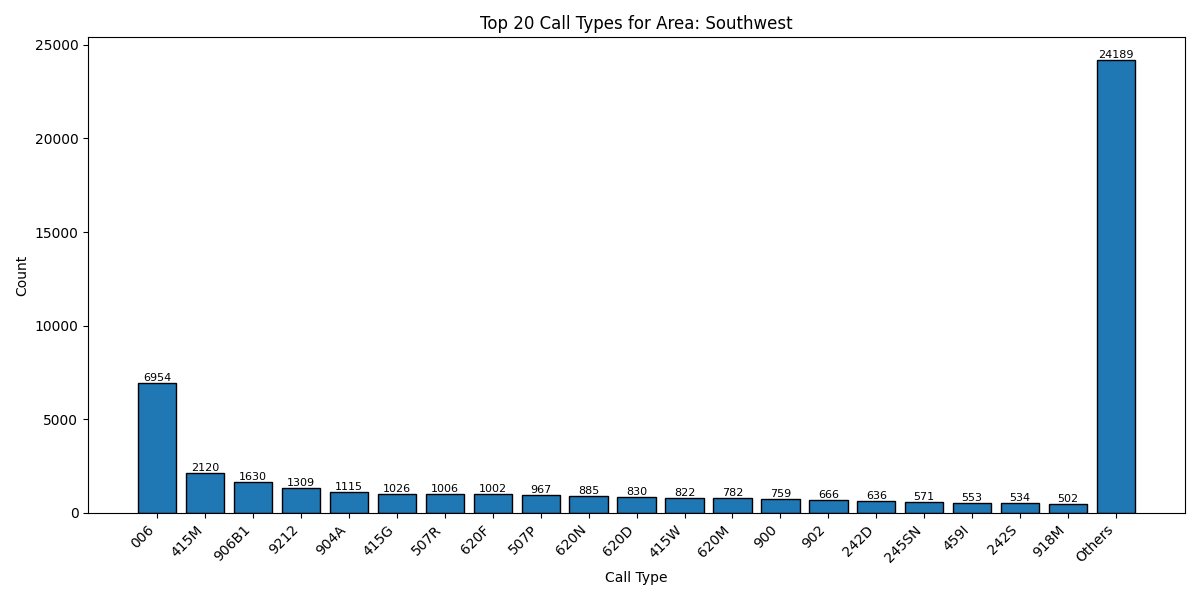 Top 20 Call Types for Area: Southwest
Count
25000
20000
15000
10000
5000
0
6954
2120
1630
1309
1115
1026
1006
1002
967
885
830
822
782
759
666
636
571
553
534
502
24189
006
415M
906B1
9212
904A
415G
507R
620F
507P
620N
620D
415W
620M
900
902
242D
245SN
459I
242S
918M
Others
Call Type